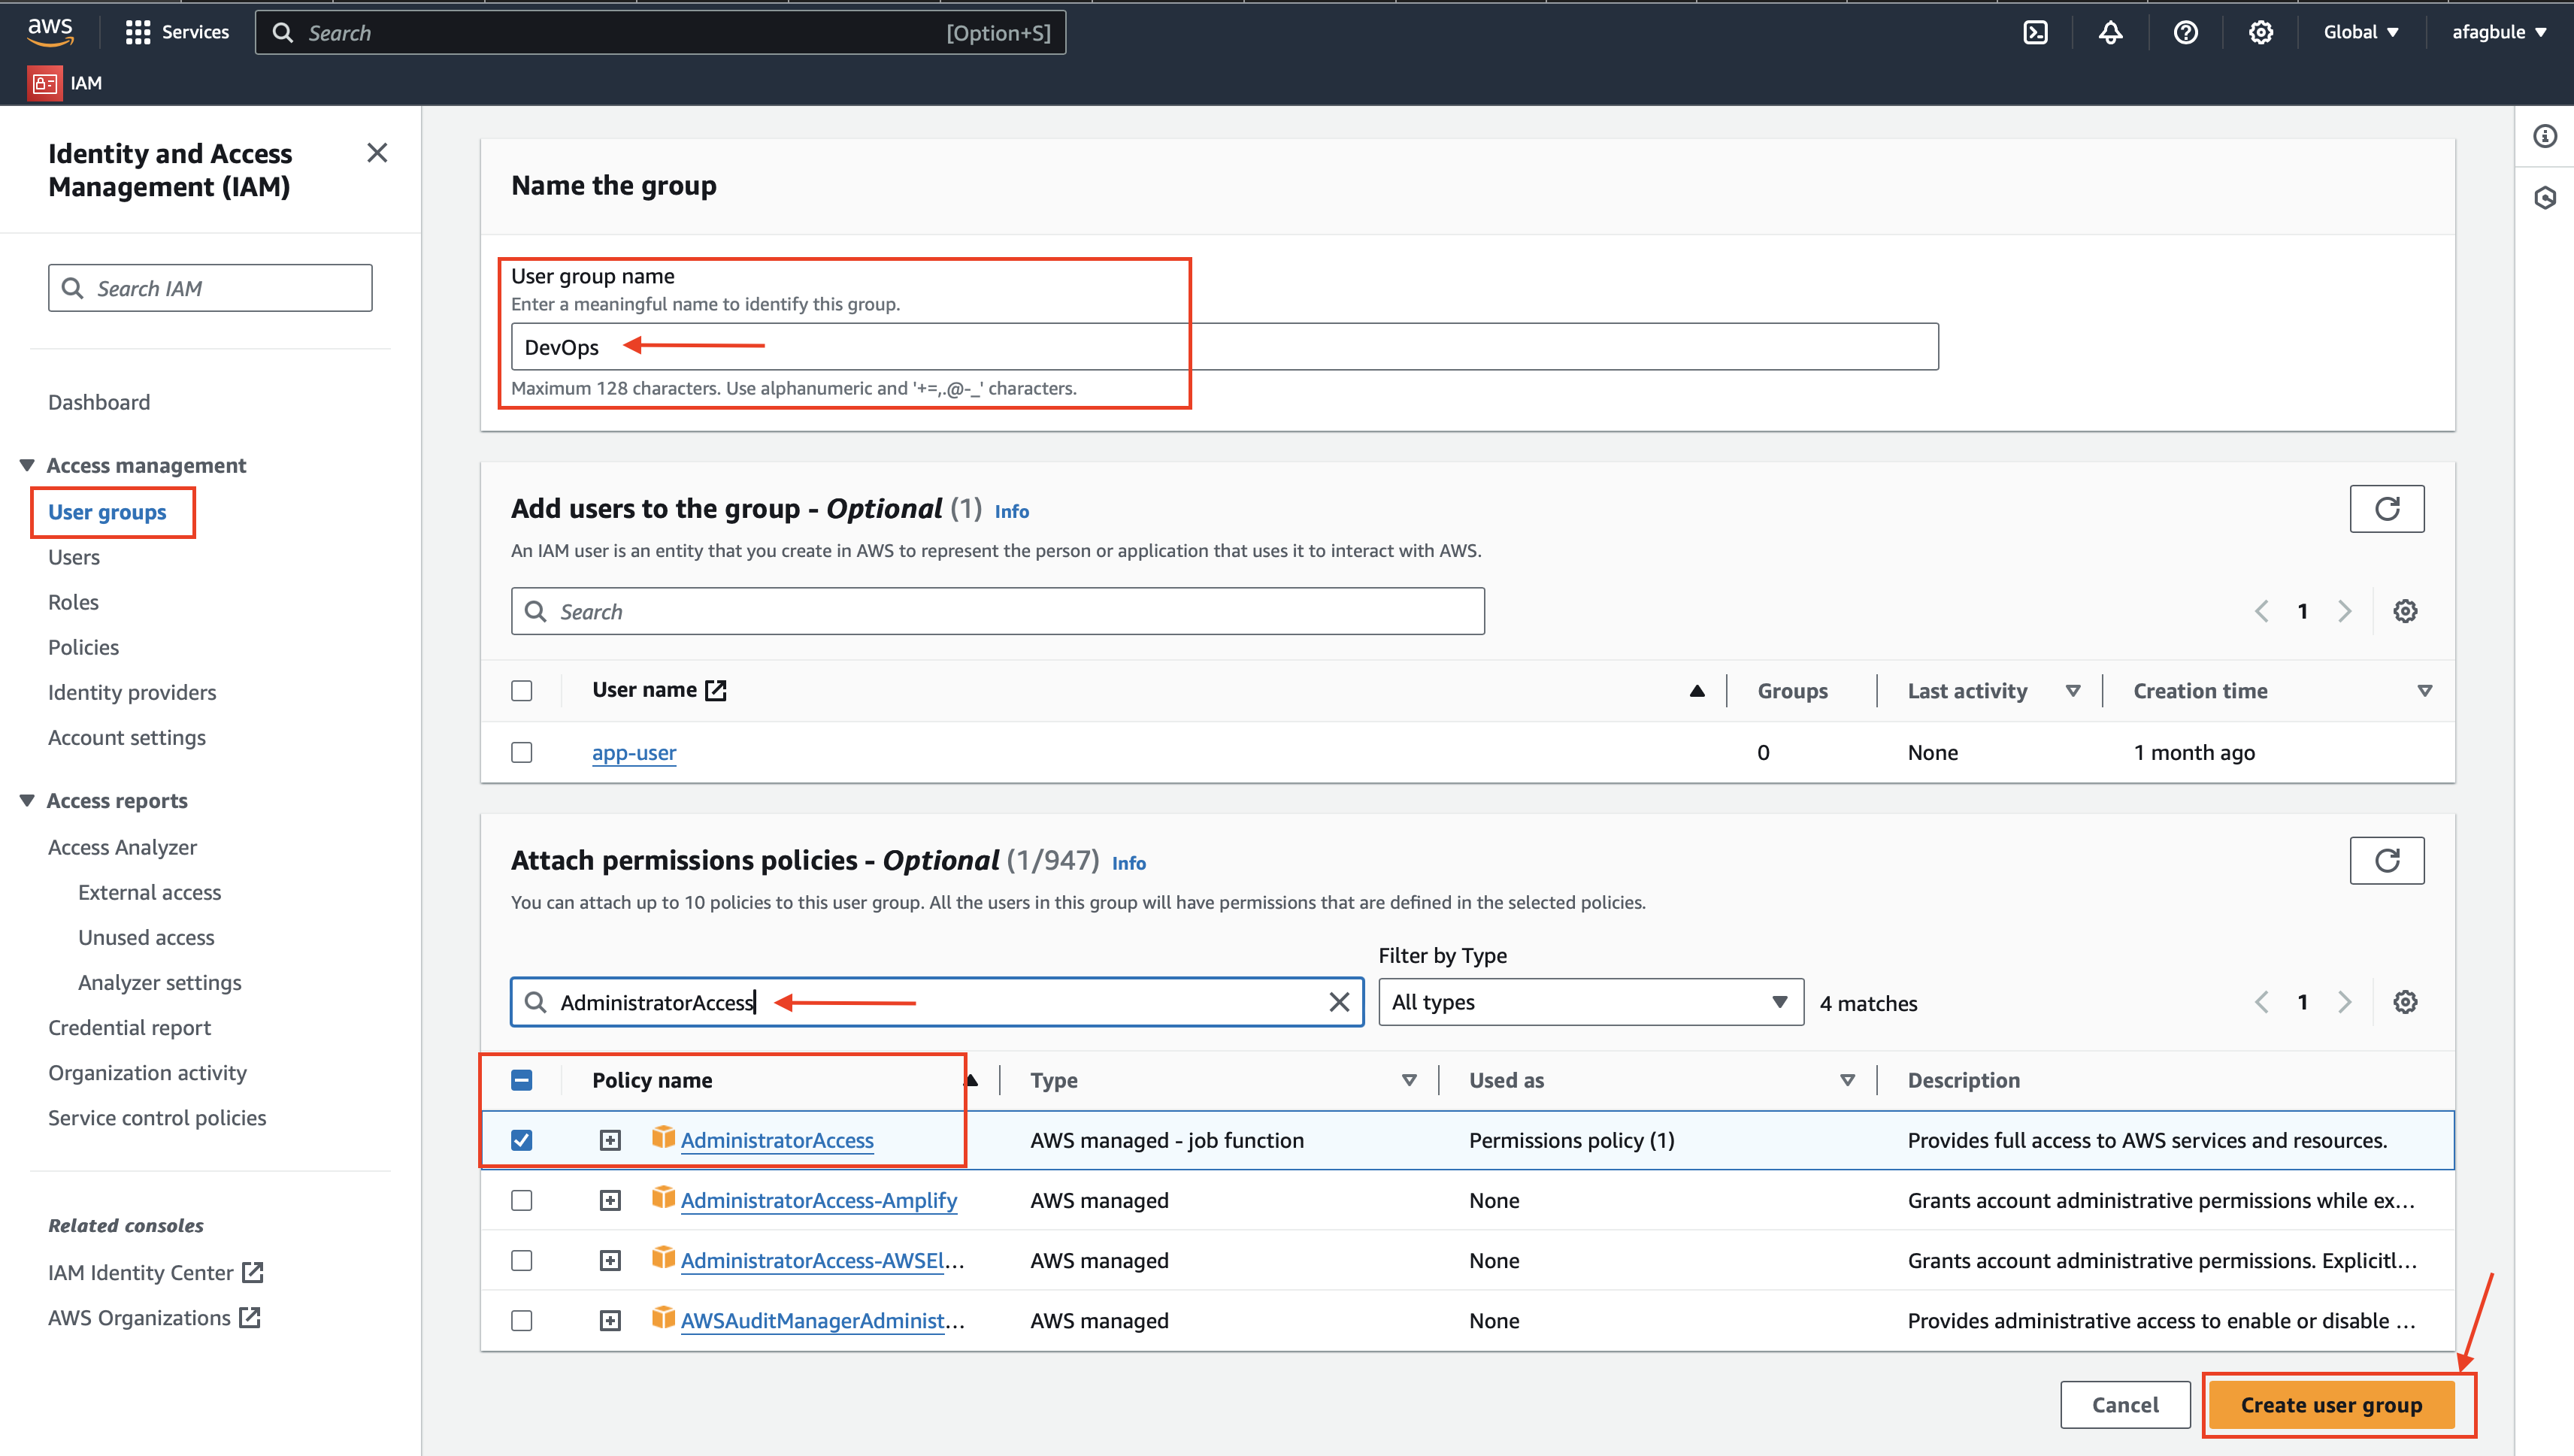 aws
Services
Search
[Option+S]
Global
afagbule
IAM
Identity and Access
Management (IAM)
Search IAM
Dashboard
Access management
User groups
Users
Roles
Policies
Identity providers
Account settings
Access reports
Access Analyzer
External access
Unused access
Analyzer settings
Credential report
Organization activity
Service control policies
Related consoles
IAM Identity Center
AWS Organizations
Name the group
User group name
Enter a meaningful name to identify this group.
DevOps
Maximum 128 characters. Use alphanumeric and '+=,.@-_' characters.
Add users to the group - Optional (1) Info
An IAM user is an entity that you create in AWS to represent the person or application that uses it to interact with AWS.
Search
1
User name Groups Last activity Creation time
app-user 0 None 1 month ago
Attach permissions policies - Optional (1/947) Info
You can attach up to 10 policies to this user group. All the users in this group will have permissions that are defined in the selected policies.
Filter by Type
AdministratorAccess All types 4 matches 1
Policy name Type Used as Description
AdministratorAccess AWS managed - job function Permissions policy (1) Provides full access to AWS services and resources.
AdministratorAccess-Amplify AWS managed None Grants account administrative permissions while ex...
AdministratorAccess-AWSEl... AWS managed None Grants account administrative permissions. Explicitl...
AWSAuditManagerAdminist... AWS managed None Provides administrative access to enable or disable ...
Cancel
Create user group